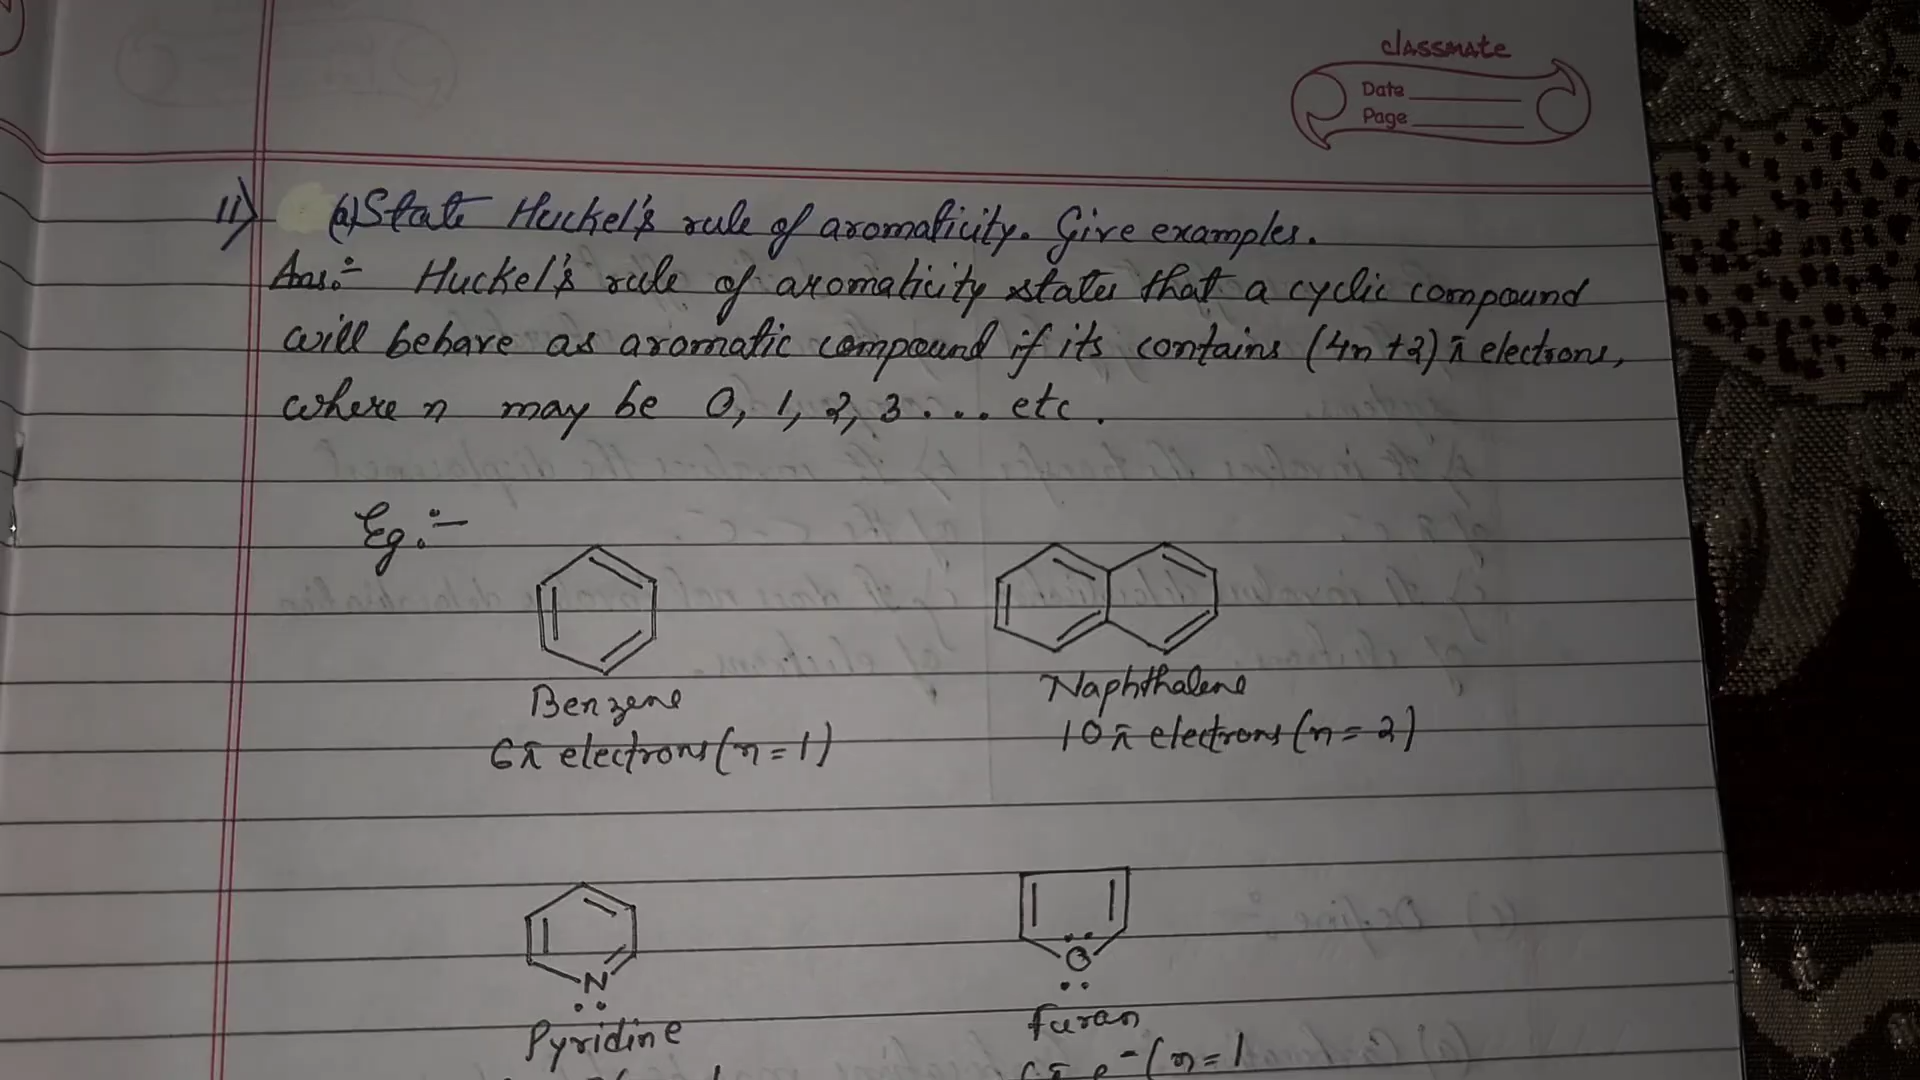 classmate
Date
Page
11) (a) State Huckel's rule of aromaticity. Give examples.
Ans:- Huckel's rule of aromaticity states that a cyclic compound
will behave as aromatic compound if its contains (4n+2) π electrons,
where n may be 0, 1, 2, 3 ... etc.
Eg:-
Benzene
6π electrons (n=1)
Naphthalene
10π electrons (n=2)
N
Pyridine
O
furan
6π e⁻ (n=1